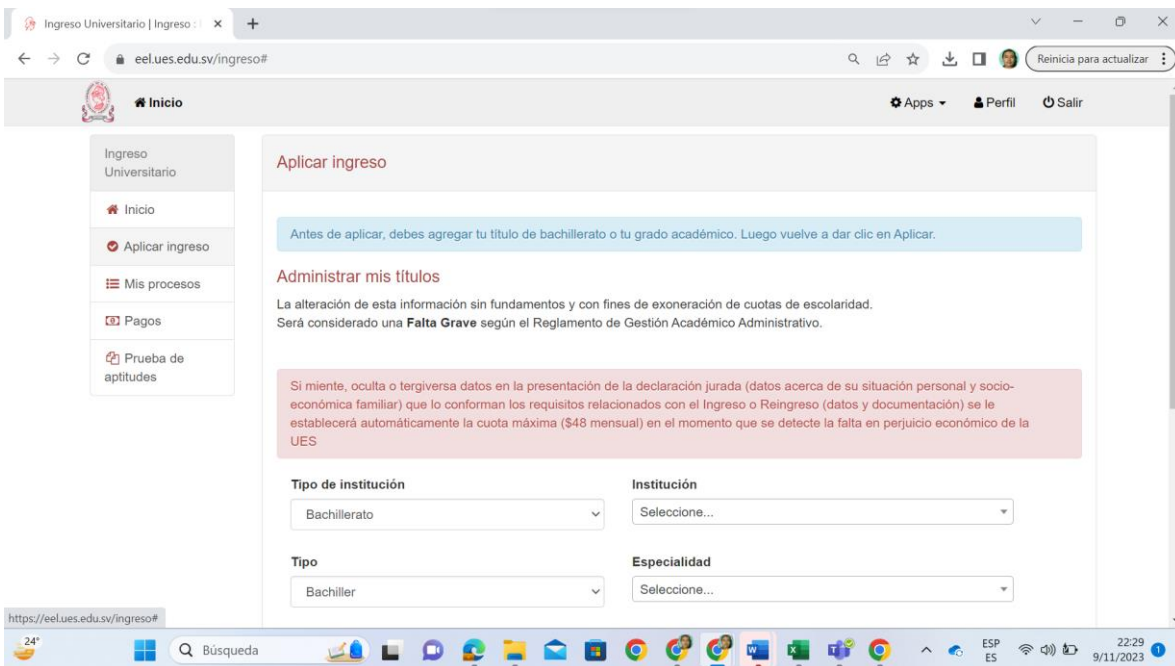 Ingreso Universitario | Ingreso :
eel.ues.edu.sv/ingreso#
Reinicia para actualizar
Inicio
Apps
Perfil
Salir
Ingreso
Universitario
Inicio
Aplicar ingreso
Mis procesos
Pagos
Prueba de
aptitudes
Aplicar ingreso
Antes de aplicar, debes agregar tu título de bachillerato o tu grado académico. Luego vuelve a dar clic en Aplicar.
Administrar mis títulos
La alteración de esta información sin fundamentos y con fines de exoneración de cuotas de escolaridad.
Será considerado una Falta Grave según el Reglamento de Gestión Académico Administrativo.
Si miente, oculta o tergiversa datos en la presentación de la declaración jurada (datos acerca de su situación personal y socio-
económica familiar) que lo conforman los requisitos relacionados con el Ingreso o Reingreso (datos y documentación) se le
establecerá automáticamente la cuota máxima ($48 mensual) en el momento que se detecte la falta en perjuicio económico de la
UES
Tipo de institución
Institución
Bachillerato
Seleccione...
Tipo
Especialidad
Bachiller
Seleccione...
https://eel.ues.edu.sv/ingreso#
24°
Búsqueda
ESP
ES
22:29
9/11/2023
1